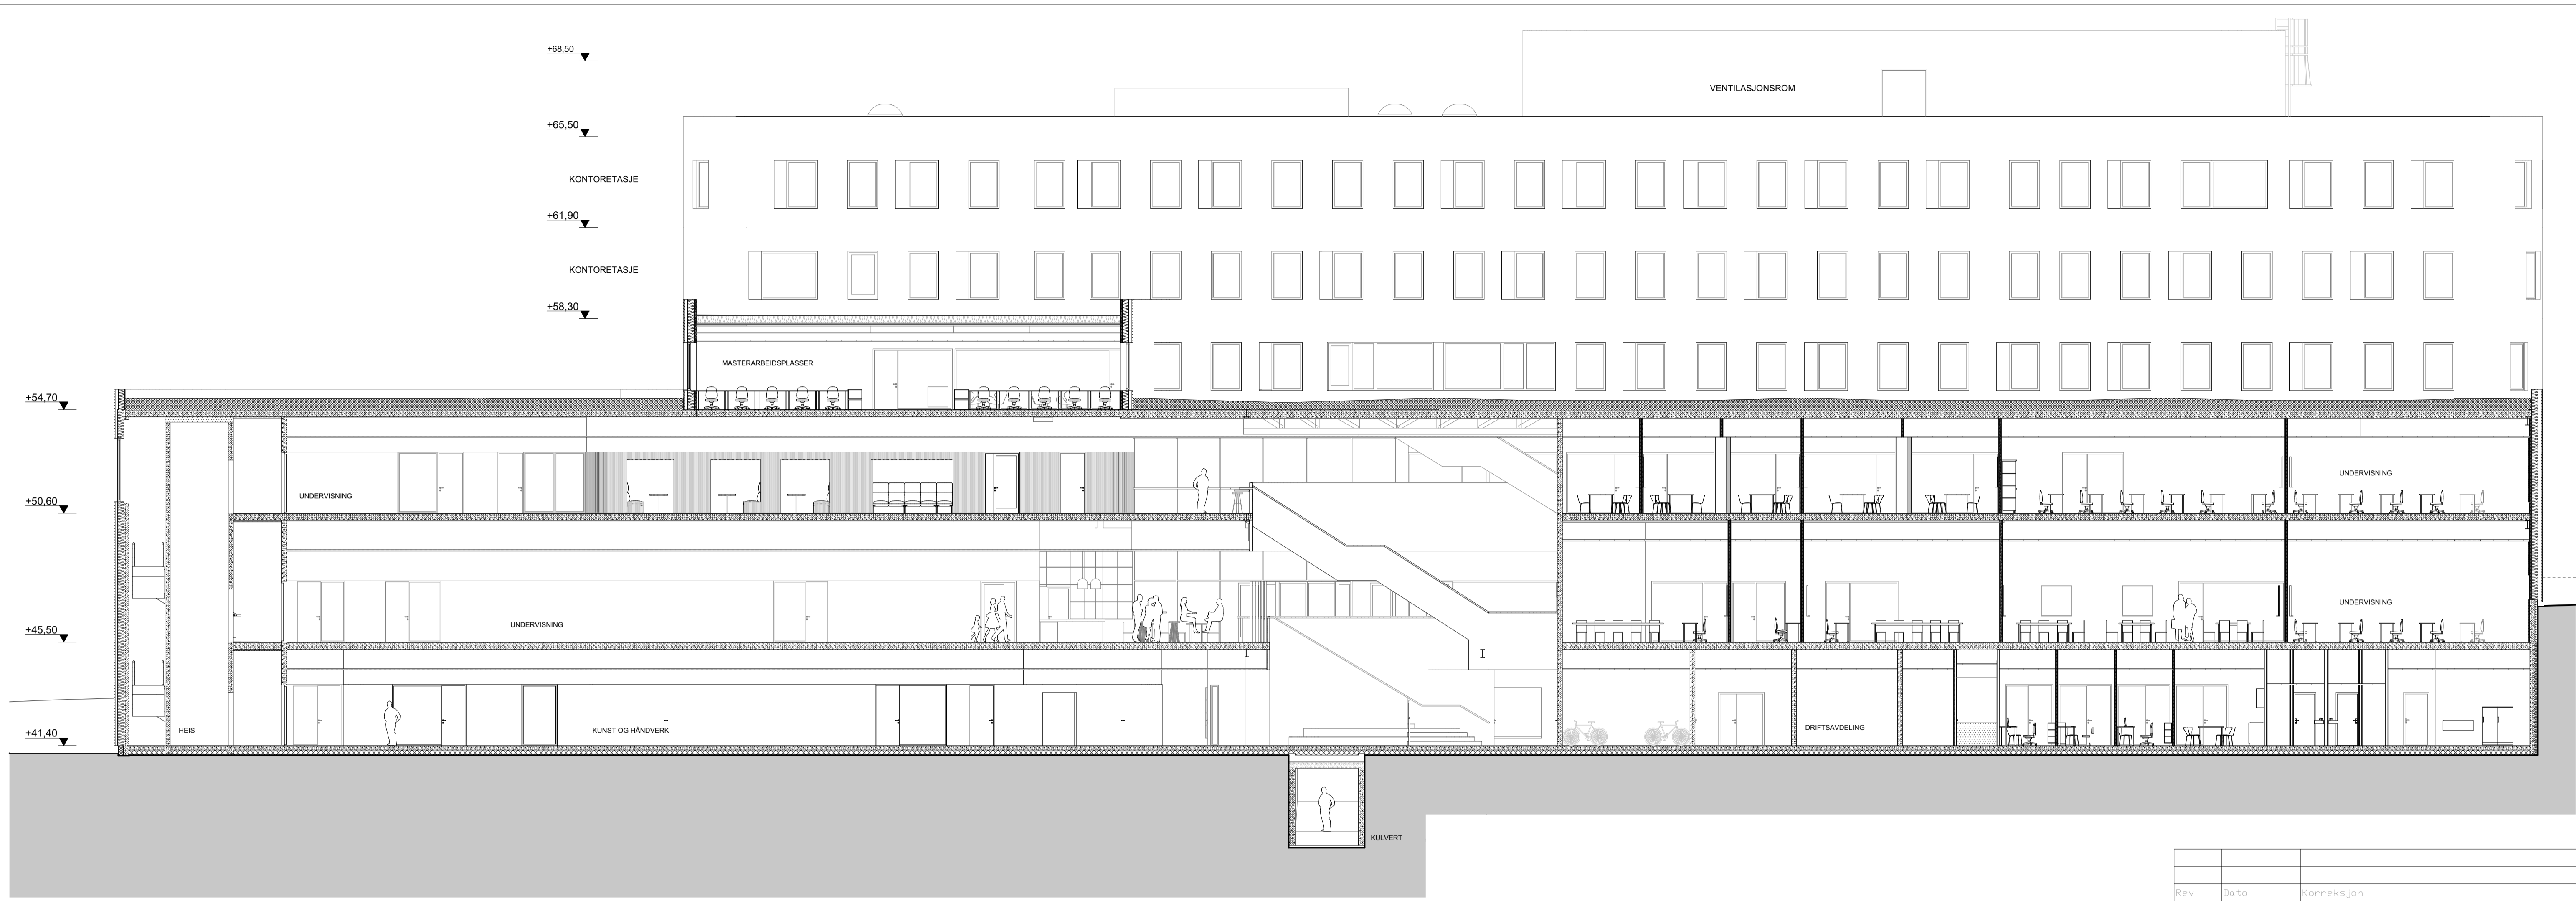 +68,50
VENTILASJONSROM
+65,50
KONTORETASJE
+61,90
KONTORETASJE
+58,30
MASTERARBEIDSPLASSER
+54,70
UNDERVISNING
UNDERVISNING
+50,60
UNDERVISNING
UNDERVISNING
+45,50
HEIS
KUNST OG HÅNDVERK
DRIFTSAVDELING
+41,40
KULVERT
Rev Dato Korreksjon